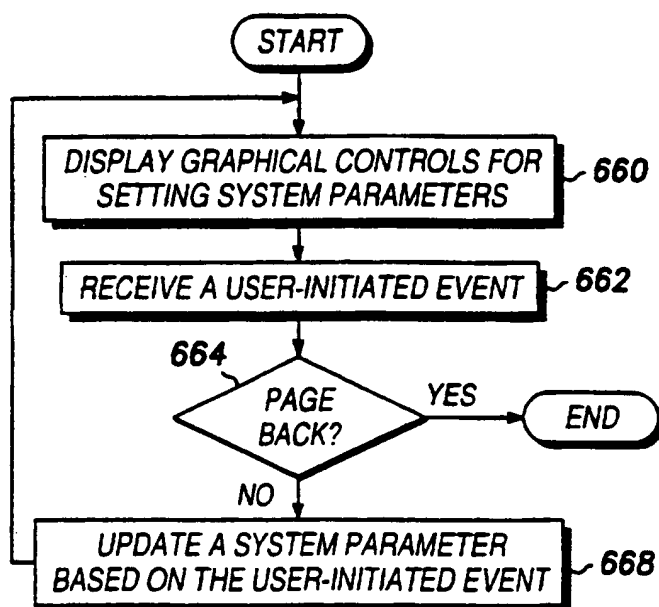 START
DISPLAY GRAPHICAL CONTROLS FOR
SETTING SYSTEM PARAMETERS
660
RECEIVE A USER-INITIATED EVENT
662
664
PAGE
BACK?
YES
END
NO
UPDATE A SYSTEM PARAMETER
BASED ON THE USER-INITIATED EVENT
668